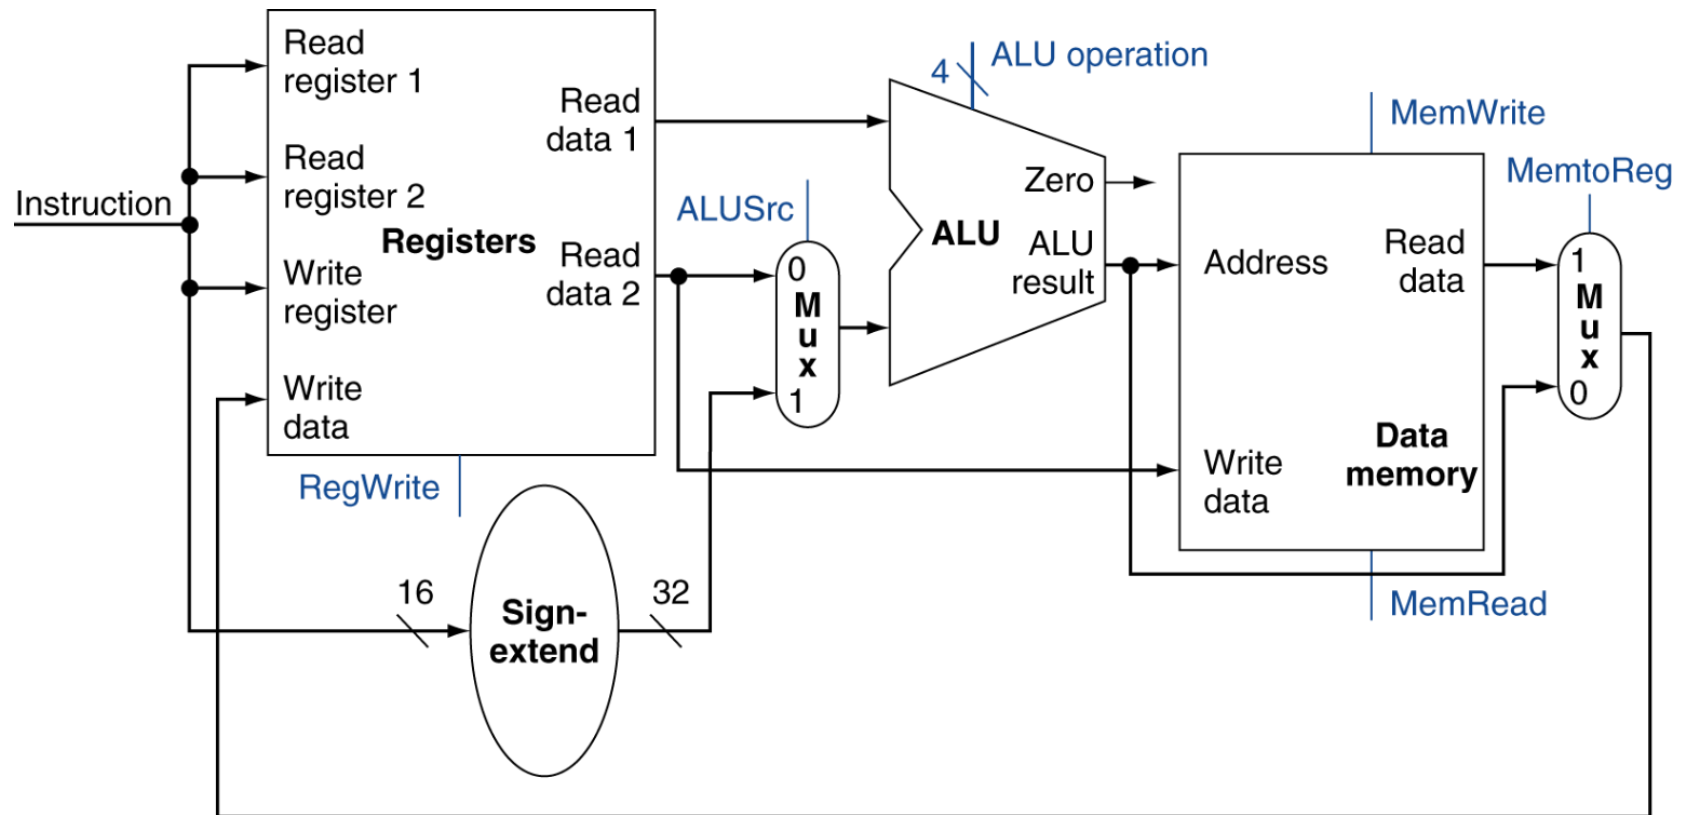 Instruction
Read
register 1
Read
register 2
Registers
Write
register
Write
data
Read
data 1
Read
data 2
RegWrite
16
Sign-
extend
32
ALUSrc
0
M
u
x
1
4
ALU operation
Zero
ALU
ALU
result
MemWrite
Address
Read
data
Write
data
Data
memory
MemRead
MemtoReg
1
M
u
x
0